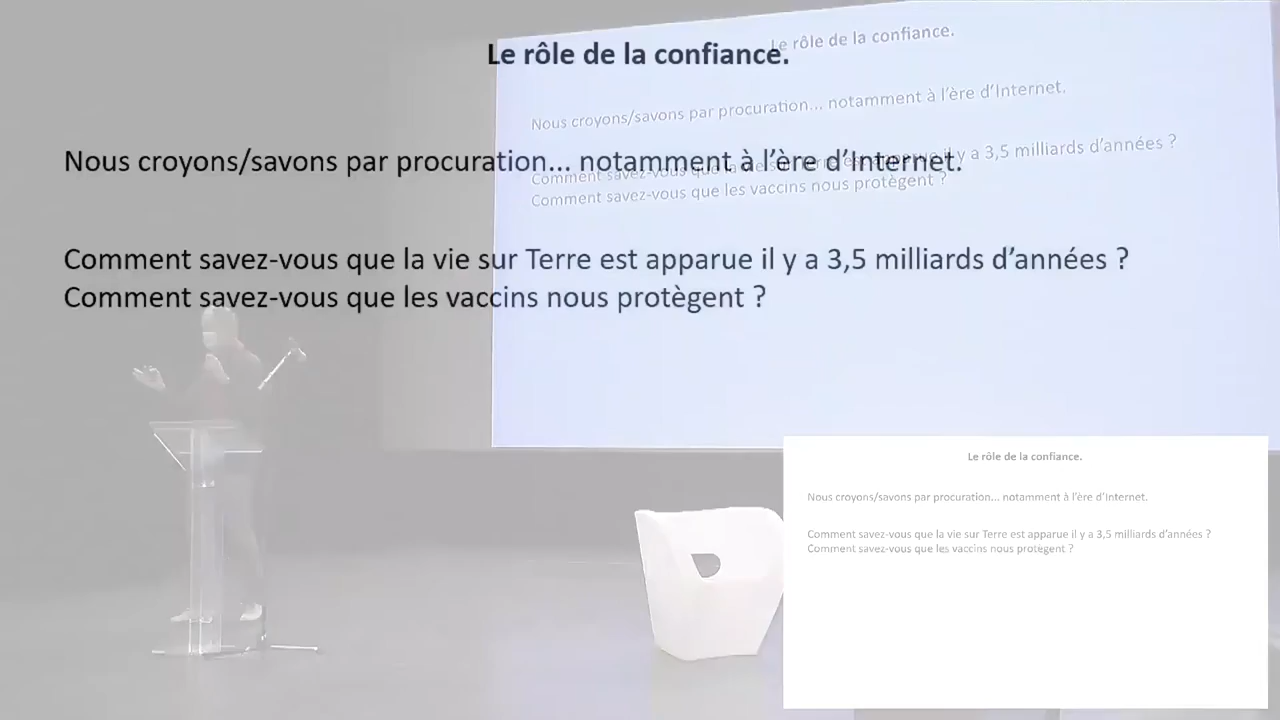 Le rôle de la confiance.
Nous croyons/savons par procuration... notamment à l'ère d'Internet.
Comment savez-vous que la vie sur Terre est apparue il y a 3,5 milliards d'années ?
Comment savez-vous que les vaccins nous protègent ?
Le rôle de la confiance.
Nous croyons/savons par procuration... notamment à l'ère d'Internet.
Comment savez-vous que la vie sur Terre est apparue il y a 3,5 milliards d'années ?
Comment savez-vous que les vaccins nous protègent ?
Le rôle de la confiance.
Nous croyons/savons par procuration... notamment à l'ère d'Internet.
Comment savez-vous que la vie sur Terre est apparue il y a 3,5 milliards d'années ?
Comment savez-vous que les vaccins nous protègent ?